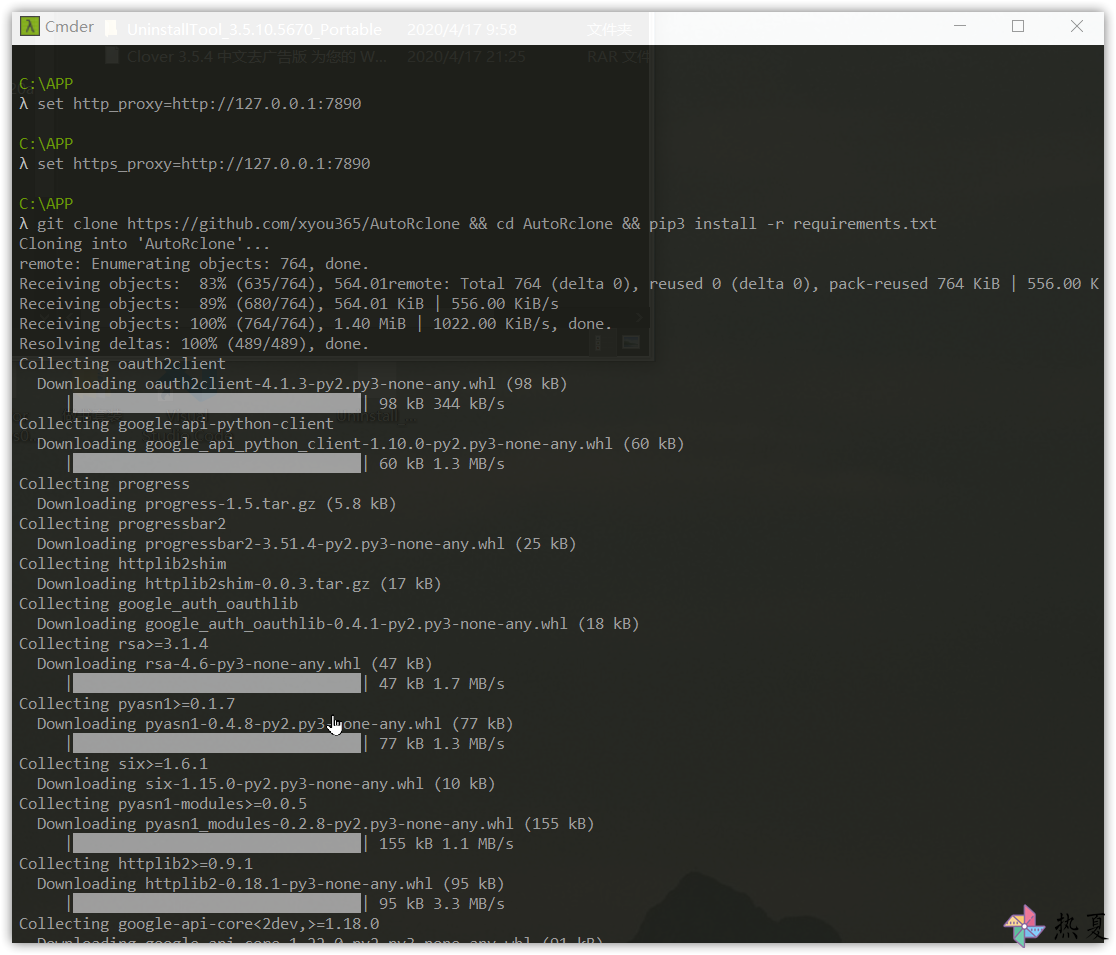 Cmder
UninstallTool_3.5.10.5670_Portable 2020/4/17 9:58 文件夹
Clover 3.5.4 中文去广告版 为您的 W... 2020/4/17 21:25 RAR 文件
C:\APP
λ set http_proxy=http://127.0.0.1:7890
C:\APP
λ set https_proxy=http://127.0.0.1:7890
C:\APP
λ git clone https://github.com/xyou365/AutoRclone && cd AutoRclone && pip3 install -r requirements.txt
Cloning into 'AutoRclone'...
remote: Enumerating objects: 764, done.
Receiving objects:  83% (635/764), 564.01remote: Total 764 (delta 0), reused 0 (delta 0), pack-reused 764 KiB | 556.00 K
Receiving objects:  89% (680/764), 564.01 KiB | 556.00 KiB/s
Receiving objects: 100% (764/764), 1.40 MiB | 1022.00 KiB/s, done.
Resolving deltas: 100% (489/489), done.
Collecting oauth2client
  Downloading oauth2client-4.1.3-py2.py3-none-any.whl (98 kB)
| | 98 kB 344 kB/s
Collecting google-api-python-client
  Downloading google_api_python_client-1.10.0-py2.py3-none-any.whl (60 kB)
| | 60 kB 1.3 MB/s
Collecting progress
  Downloading progress-1.5.tar.gz (5.8 kB)
Collecting progressbar2
  Downloading progressbar2-3.51.4-py2.py3-none-any.whl (25 kB)
Collecting httplib2shim
  Downloading httplib2shim-0.0.3.tar.gz (17 kB)
Collecting google_auth_oauthlib
  Downloading google_auth_oauthlib-0.4.1-py2.py3-none-any.whl (18 kB)
Collecting rsa>=3.1.4
  Downloading rsa-4.6-py3-none-any.whl (47 kB)
| | 47 kB 1.7 MB/s
Collecting pyasn1>=0.1.7
  Downloading pyasn1-0.4.8-py2.py3-none-any.whl (77 kB)
| | 77 kB 1.3 MB/s
Collecting six>=1.6.1
  Downloading six-1.15.0-py2.py3-none-any.whl (10 kB)
Collecting pyasn1-modules>=0.0.5
  Downloading pyasn1_modules-0.2.8-py2.py3-none-any.whl (155 kB)
| | 155 kB 1.1 MB/s
Collecting httplib2>=0.9.1
  Downloading httplib2-0.18.1-py3-none-any.whl (95 kB)
| | 95 kB 3.3 MB/s
Collecting google-api-core<2dev,>=1.18.0
  Downloading google_api_core-1.22.0-py2.py3-none-any.whl (91 kB)
热夏